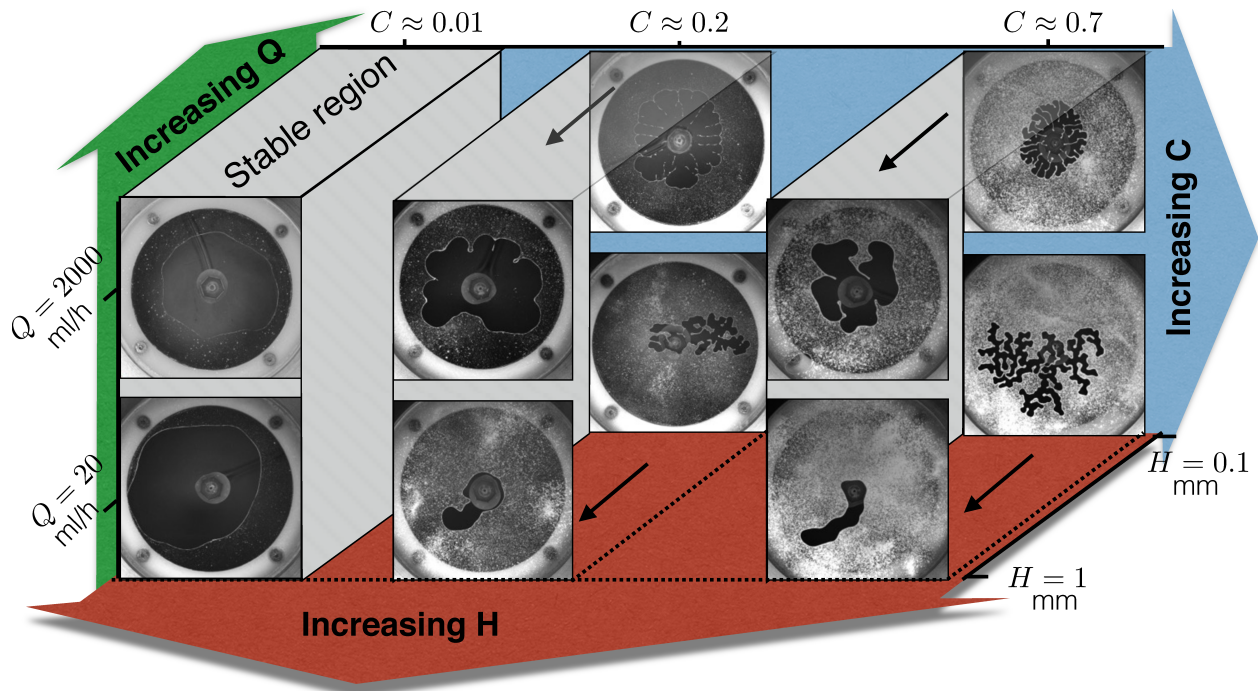 C ≈ 0.01
C ≈ 0.2
C ≈ 0.7
Increasing Q
Stable region
Increasing C
Q = 2000
ml/h
Q = 20
ml/h
H = 0.1
mm
H = 1
mm
Increasing H